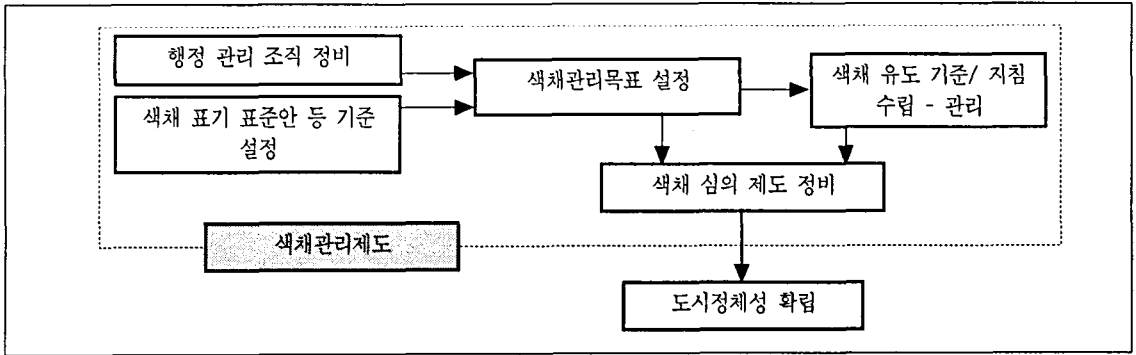 행정 관리 조직 정비
색채 표기 표준안 등 기준
설정
색채관리목표 설정
색채 유도 기준/ 지침
수립 - 관리
색채 심의 제도 정비
색채관리제도
도시정체성 확립